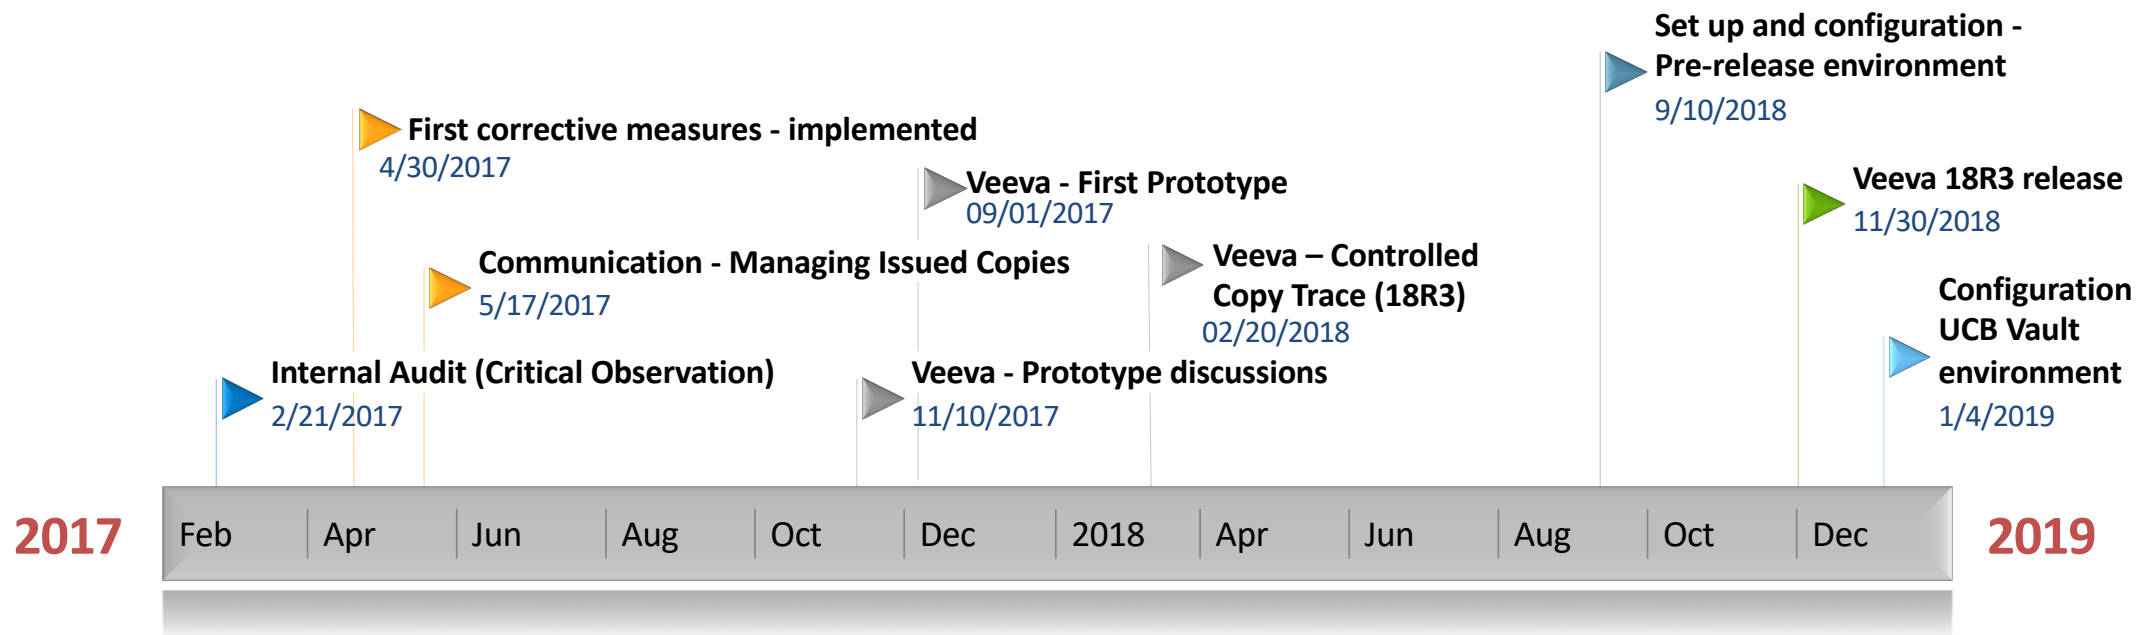 Set up and configuration -
Pre-release environment
9/10/2018
First corrective measures - implemented
4/30/2017
Veeva - First Prototype
09/01/2017
Veeva 18R3 release
11/30/2018
Communication - Managing Issued Copies
5/17/2017
Veeva – Controlled
Copy Trace (18R3)
02/20/2018
Configuration
UCB Vault
environment
1/4/2019
Internal Audit (Critical Observation)
2/21/2017
Veeva - Prototype discussions
11/10/2017
2017
Feb
Apr
Jun
Aug
Oct
Dec
2018
Apr
Jun
Aug
Oct
Dec
2019